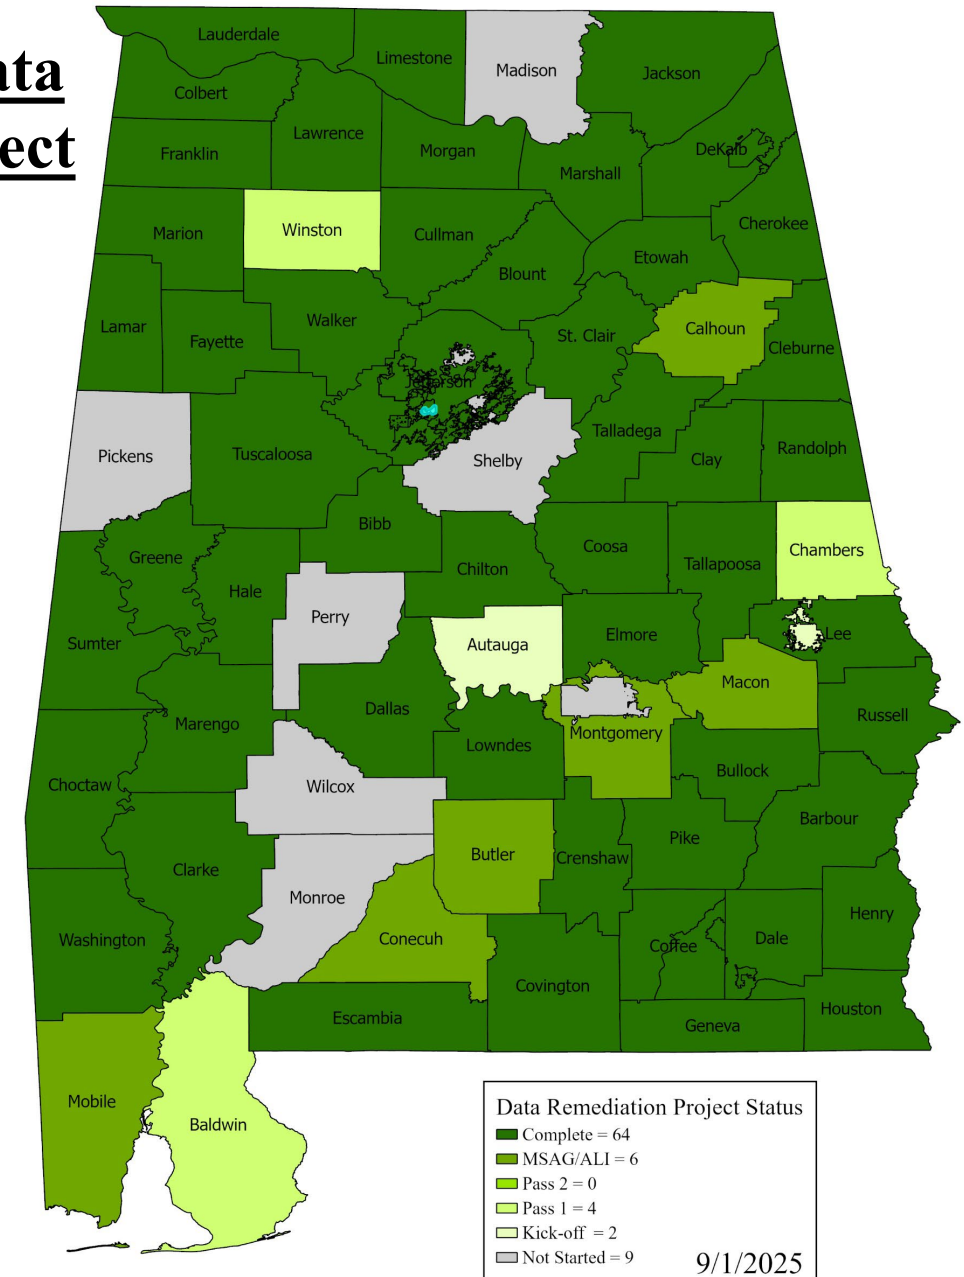 ata
ect
Lauderdale
Limestone
Madison
Jackson
Colbert
Lawrence
Franklin
Morgan
DeKalb
Marshall
Marion
Winston
Cullman
Cherokee
Etowah
Blount
Lamar
Fayette
Walker
St. Clair
Calhoun
Cleburne
Jefferson
Pickens
Tuscaloosa
Shelby
Talladega
Clay
Randolph
Bibb
Greene
Coosa
Chambers
Chilton
Tallapoosa
Hale
Perry
Sumter
Autauga
Elmore
Lee
Macon
Dallas
Marengo
Russell
Lowndes
Montgomery
Choctaw
Wilcox
Bullock
Barbour
Clarke
Butler
Crenshaw
Pike
Monroe
Henry
Washington
Conecuh
Coffee
Dale
Covington
Escambia
Geneva
Houston
Mobile
Baldwin
Data Remediation Project Status
Complete = 64
MSAG/ALI = 6
Pass 2 = 0
Pass 1 = 4
Kick-off = 2
Not Started = 9
9/1/2025